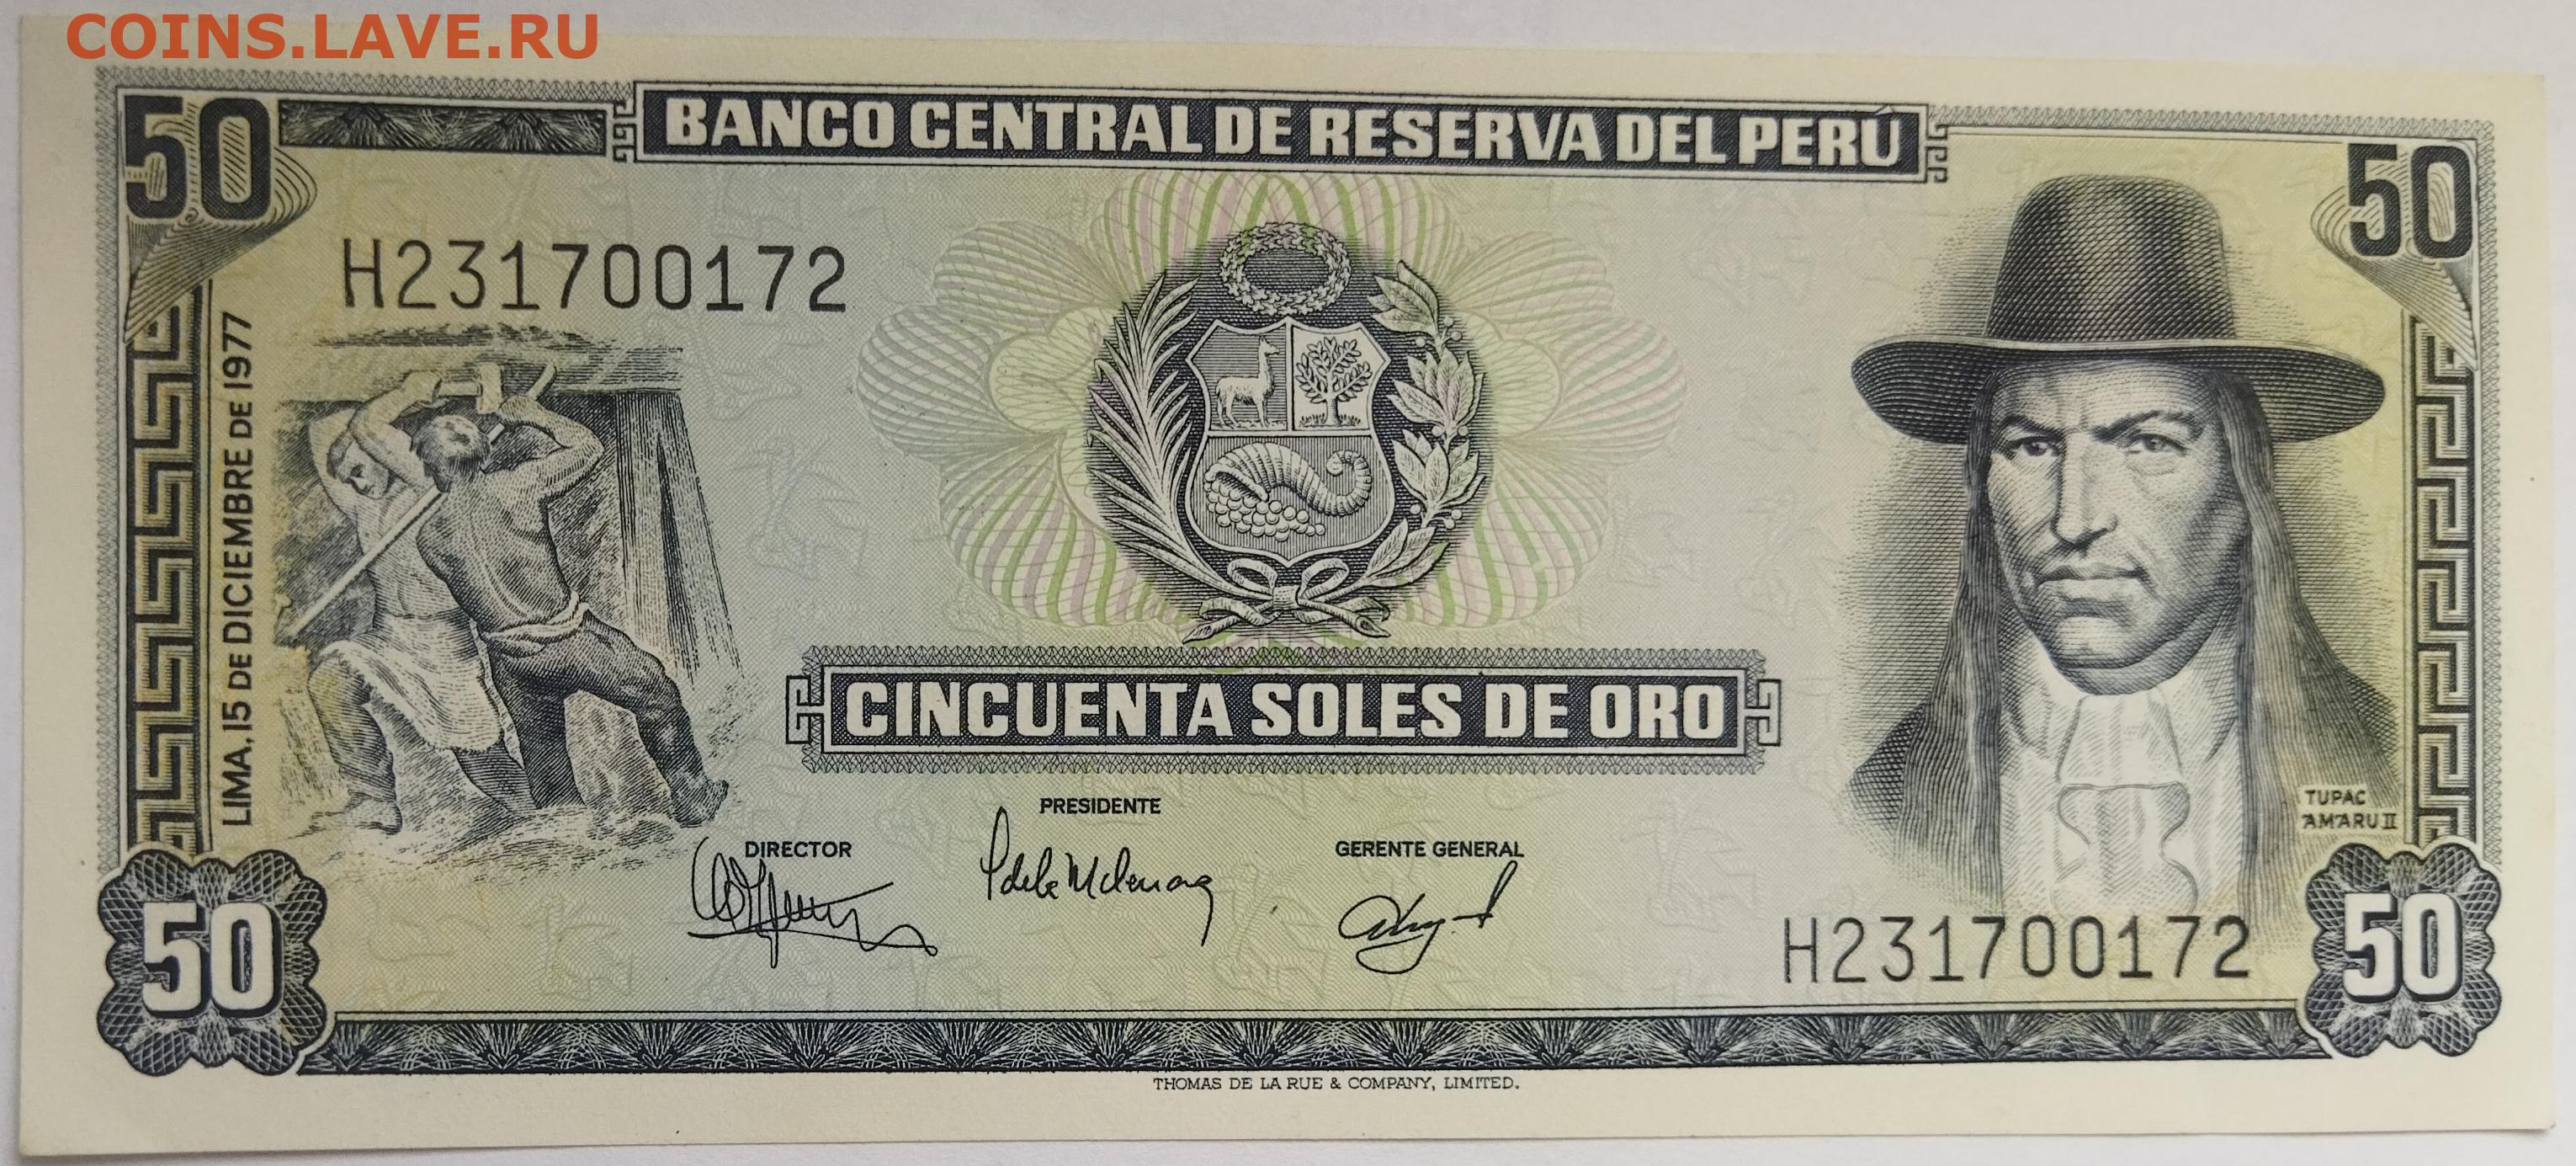 COINS.LAVE.RU
50
BANCO CENTRAL DE RESERVA DEL PERÚ
50
H231700172
LIMA, 15 DE DICIEMBRE DE 1977
CINCUENTA SOLES DE ORO
PRESIDENTE
DIRECTOR
GERENTE GENERAL
TUPAC
AMARU II
H231700172
50
50
THOMAS DE LA RUE & COMPANY, LIMITED.